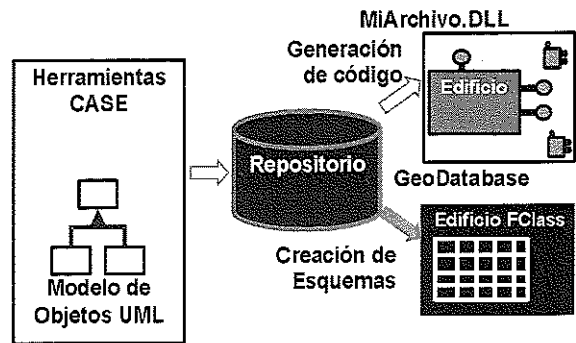 MiArchivo.DLL
Generación
de código
Edificio
Herramientas
CASE
Repositorio
GeoDatabase
Edificio FClass
Creación de
Esquemas
Modelo de
Objetos UML